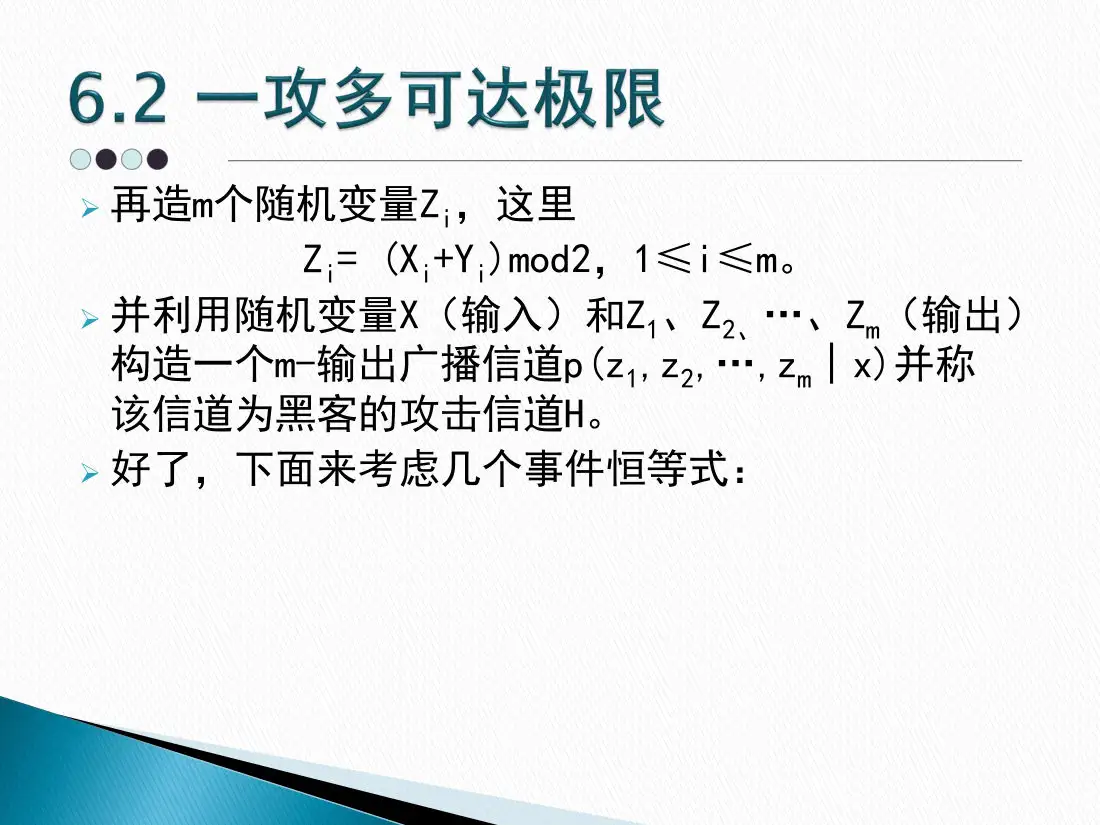 6.2 一攻多可达极限
再造m个随机变量Zi，这里
Zi= (Xi+Yi)mod2，1≤i≤m。
并利用随机变量X（输入）和Z1、Z2、…、Zm（输出）
构造一个m-输出广播信道p(z1,z2,…,zm｜x)并称
该信道为黑客的攻击信道H。
好了，下面来考虑几个事件恒等式：